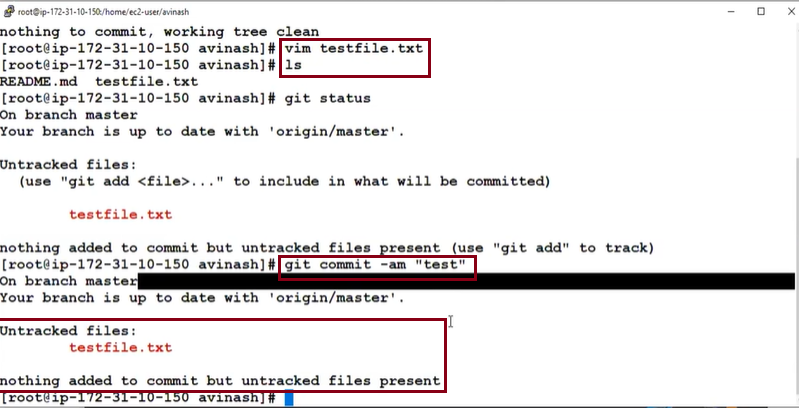 root@ip-172-31-10-150:/home/ec2-user/avinash
nothing to commit, working tree clean
[root@ip-172-31-10-150 avinash]# vim testfile.txt
[root@ip-172-31-10-150 avinash]# ls
README.md  testfile.txt
[root@ip-172-31-10-150 avinash]# git status
On branch master
Your branch is up to date with 'origin/master'.
Untracked files:
  (use "git add <file>..." to include in what will be committed)
        testfile.txt
nothing added to commit but untracked files present (use "git add" to track)
[root@ip-172-31-10-150 avinash]# git commit -am "test"
On branch master
Your branch is up to date with 'origin/master'.
Untracked files:
        testfile.txt
nothing added to commit but untracked files present
[root@ip-172-31-10-150 avinash]#